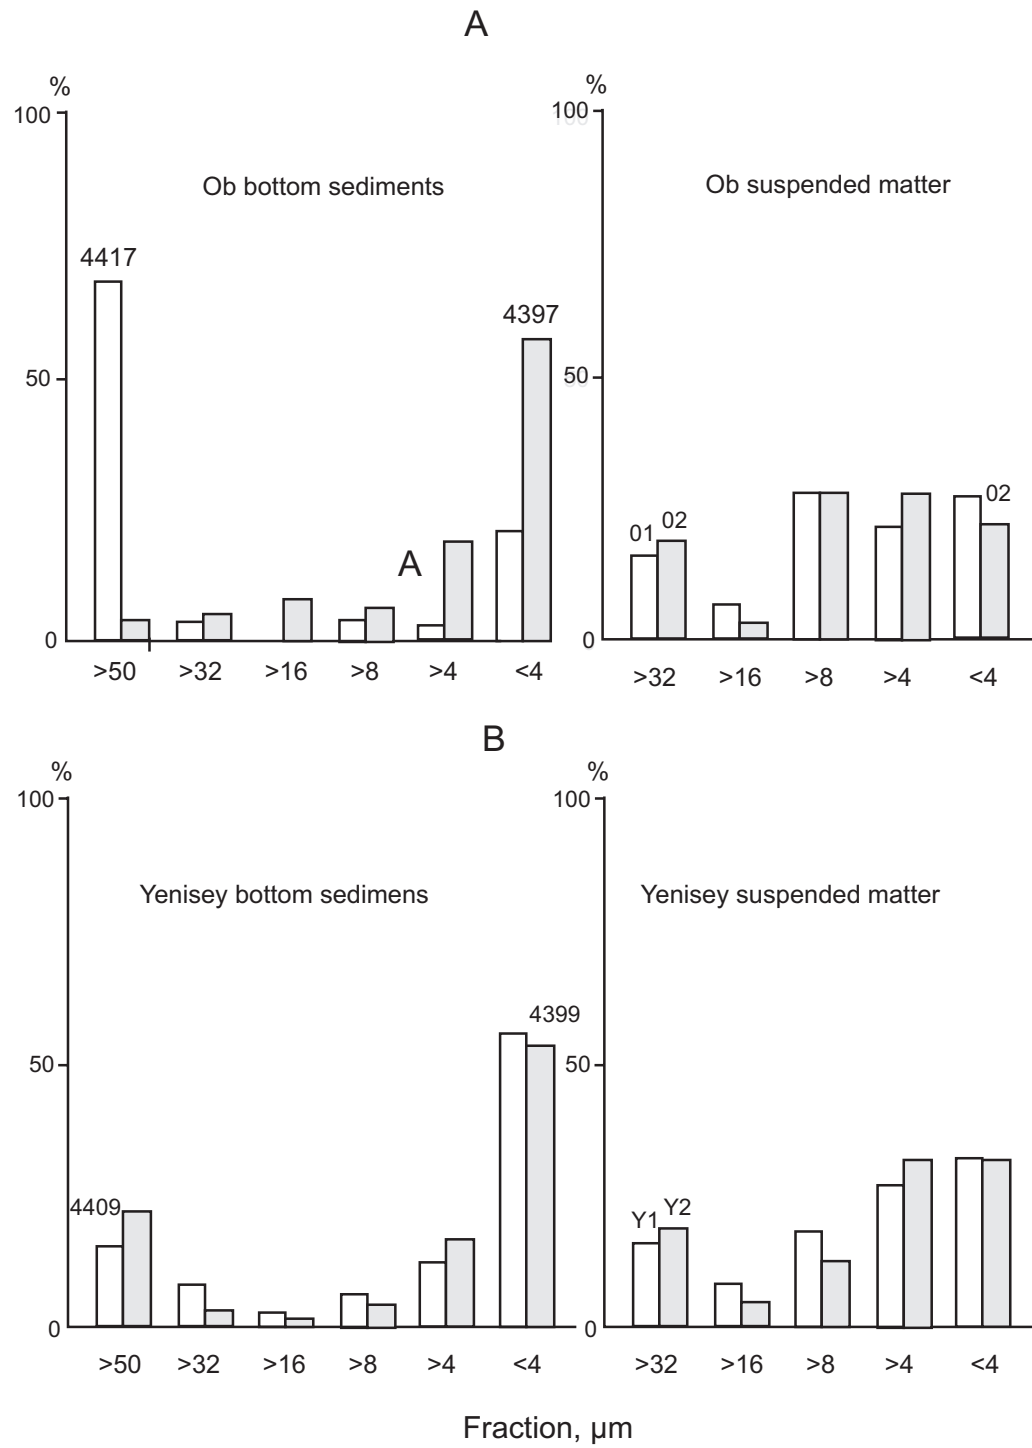 A
%
100
50
0
Ob bottom sediments
4417
4397
A
>50 >32 >16 >8 >4 <4
%
100
50
0
Ob suspended matter
01 02
02
>32 >16 >8 >4 <4
B
%
100
50
0
Yenisey bottom sedimens
4409
4399
>50 >32 >16 >8 >4 <4
%
100
50
0
Yenisey suspended matter
Y1 Y2
>32 >16 >8 >4 <4
Fraction, µm